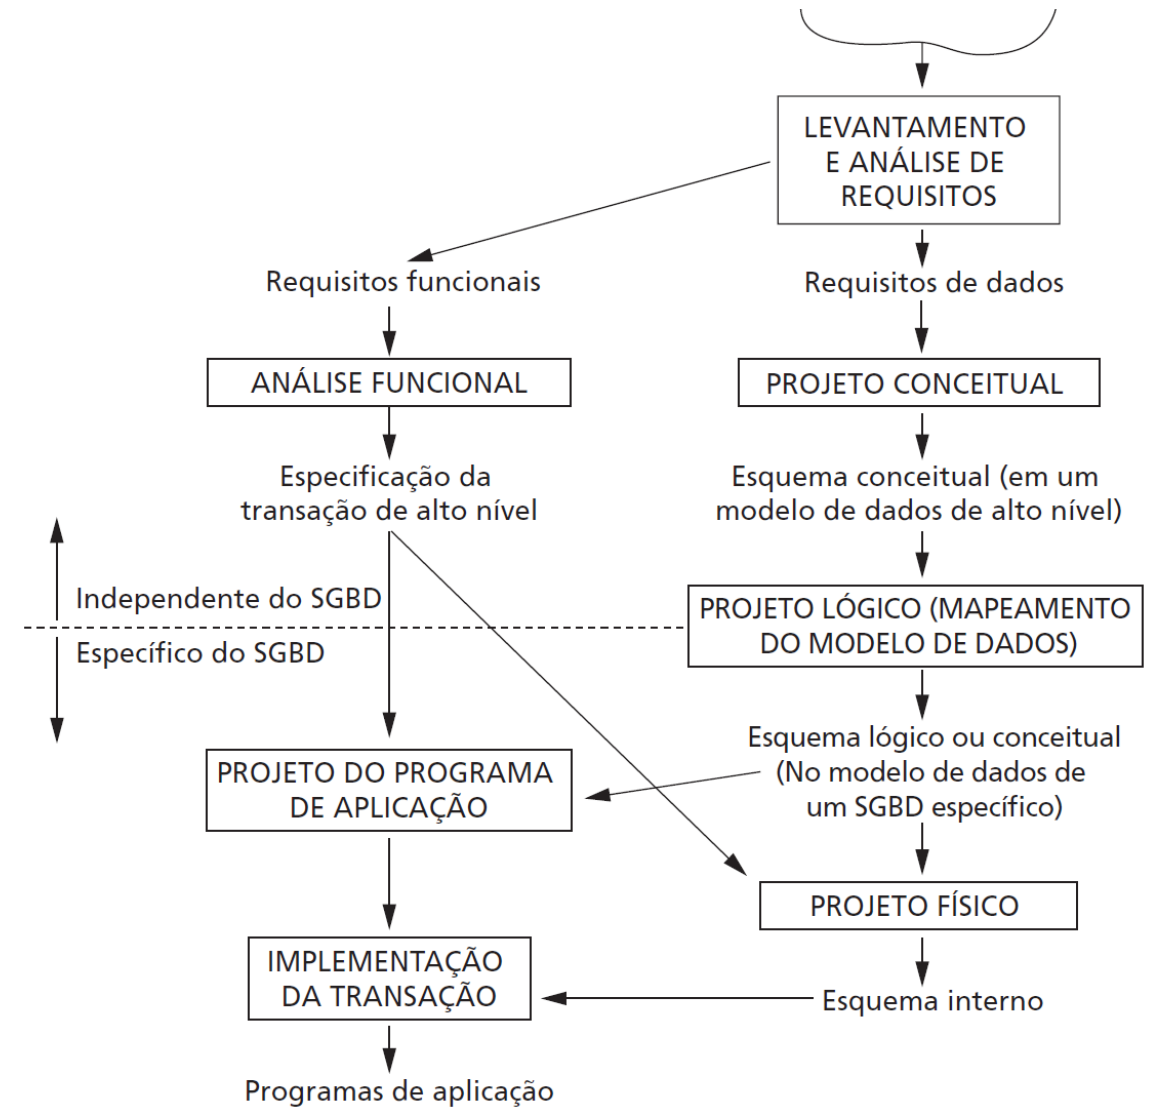 LEVANTAMENTO
E ANÁLISE DE
REQUISITOS
Requisitos funcionais
Requisitos de dados
ANÁLISE FUNCIONAL
PROJETO CONCEITUAL
Especificação da
transação de alto nível
Esquema conceitual (em um
modelo de dados de alto nível)
Independente do SGBD
Específico do SGBD
PROJETO LÓGICO (MAPEAMENTO
DO MODELO DE DADOS)
Esquema lógico ou conceitual
(No modelo de dados de
um SGBD específico)
PROJETO DO PROGRAMA
DE APLICAÇÃO
PROJETO FÍSICO
IMPLEMENTAÇÃO
DA TRANSAÇÃO
Esquema interno
Programas de aplicação